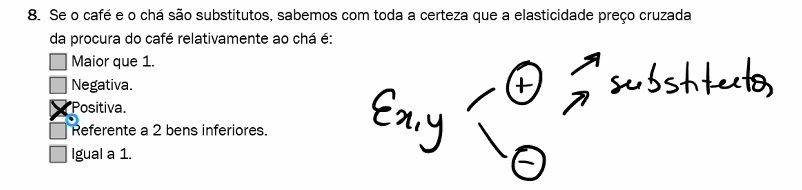 8. Se o café e o chá são substitutos, sabemos com toda a certeza que a elasticidade preço cruzada
da procura do café relativamente ao chá é:
Maior que 1.
Negativa.
Positiva.
Referente a 2 bens inferiores.
Igual a 1.
Ex,y
+ substitutos
-